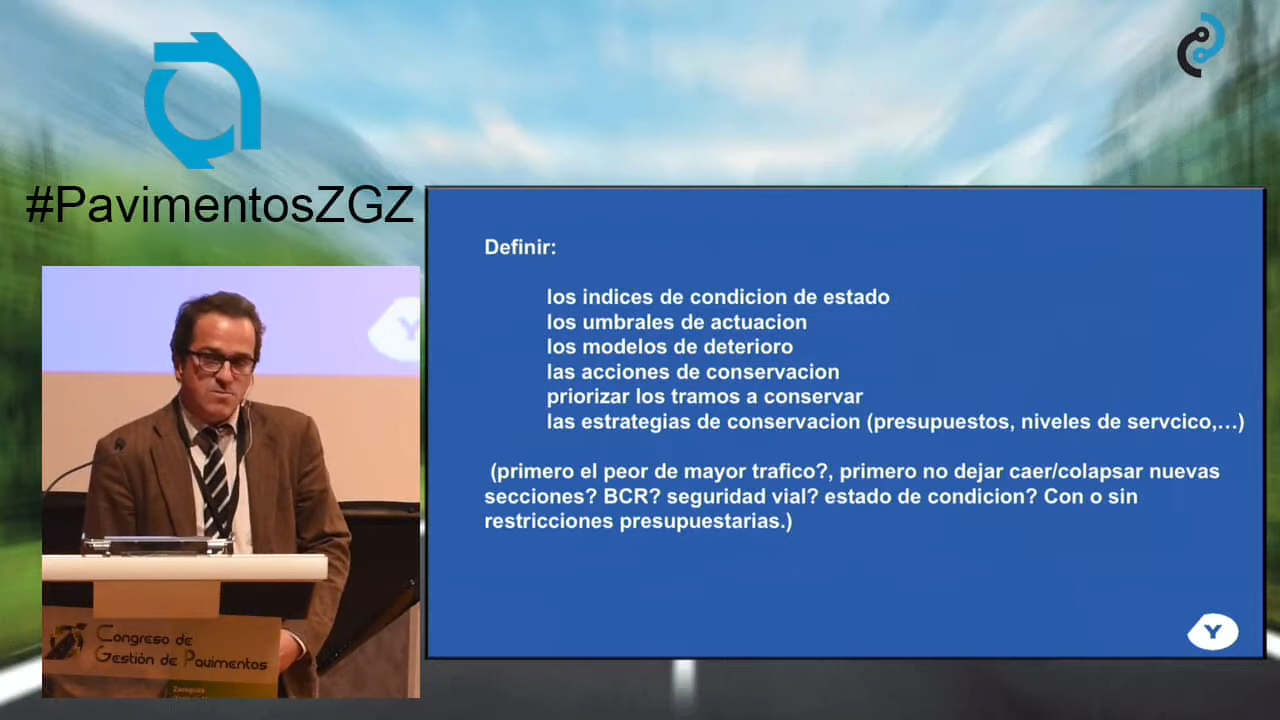 #PavimentosZGZ
Definir:
los indices de condicion de estado
los umbrales de actuacion
los modelos de deterioro
las acciones de conservacion
priorizar los tramos a conservar
las estrategias de conservacion (presupuestos, niveles de servcico,...)
(primero el peor de mayor trafico?, primero no dejar caer/colapsar nuevas
secciones? BCR? seguridad vial? estado de condicion? Con o sin
restricciones presupuestarias.)
Y
Y
Congreso de
Gestión de Pavimentos
Zaragoza